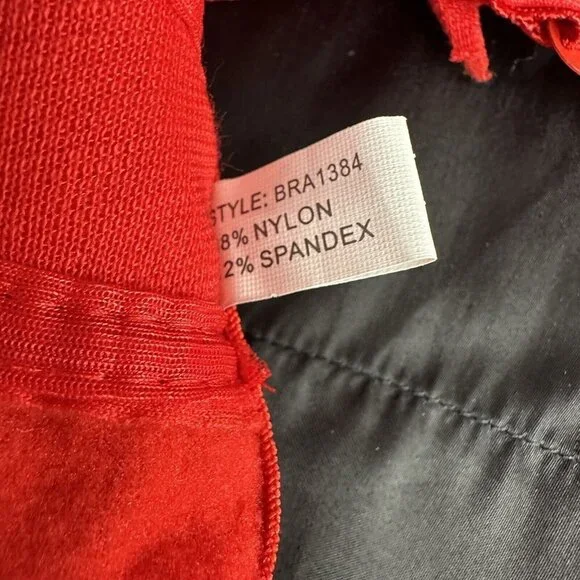 STYLE: BRA1384
8% NYLON
2% SPANDEX